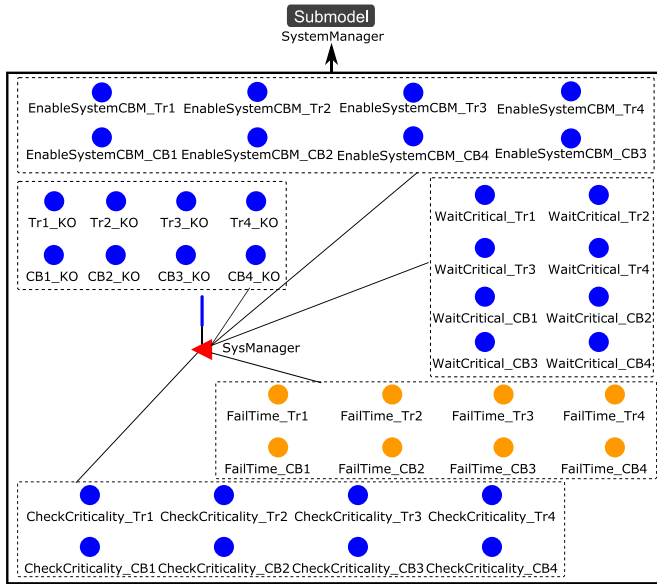 Submodel
SystemManager
EnableSystemCBM_Tr1 EnableSystemCBM_Tr2 EnableSystemCBM_Tr3 EnableSystemCBM_Tr4
EnableSystemCBM_CB1 EnableSystemCBM_CB2 EnableSystemCBM_CB4 EnableSystemCBM_CB3
Tr1_KO Tr2_KO Tr3_KO Tr4_KO
WaitCritical_Tr1 WaitCritical_Tr2
CB1_KO CB2_KO CB3_KO CB4_KO
WaitCritical_Tr3 WaitCritical_Tr4
WaitCritical_CB1 WaitCritical_CB2
SysManager
WaitCritical_CB3 WaitCritical_CB4
FailTime_Tr1 FailTime_Tr2 FailTime_Tr3 FailTime_Tr4
FailTime_CB1 FailTime_CB2 FailTime_CB3 FailTime_CB4
CheckCriticality_Tr1 CheckCriticality_Tr2 CheckCriticality_Tr3 CheckCriticality_Tr4
CheckCriticality_CB1 CheckCriticality_CB2 CheckCriticality_CB3 CheckCriticality_CB4